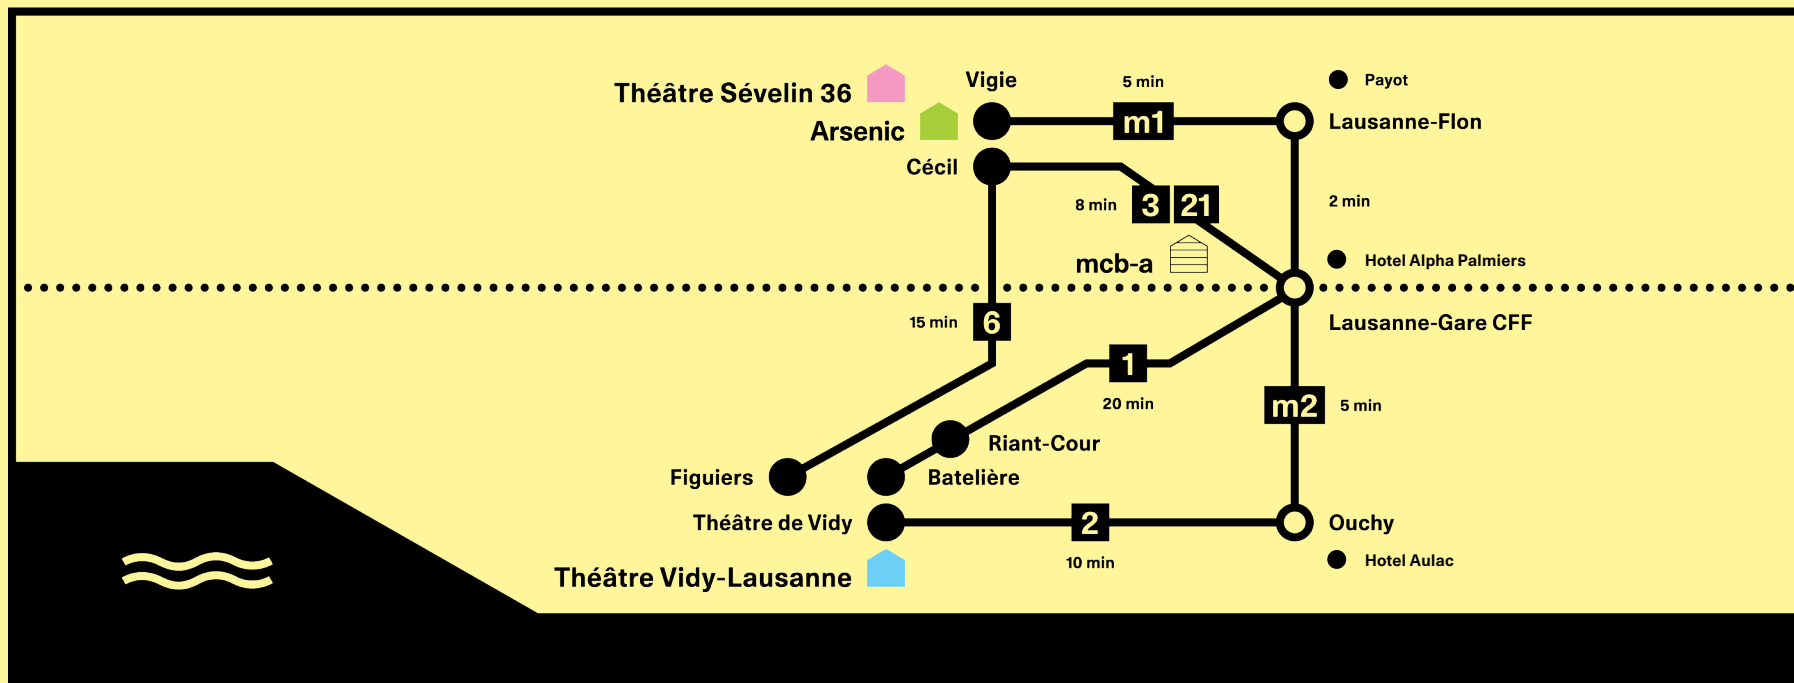 Théâtre Sévelin 36
Vigie
5 min
Payot
Arsenic
m1
Lausanne-Flon
Cécil
8 min
3
21
2 min
mcb-a
Hotel Alpha Palmiers
15 min
6
Lausanne-Gare CFF
1
20 min
m2
5 min
Riant-Cour
Figuiers
Batelière
Théâtre de Vidy
2
Ouchy
10 min
Hotel Aulac
Théâtre Vidy-Lausanne